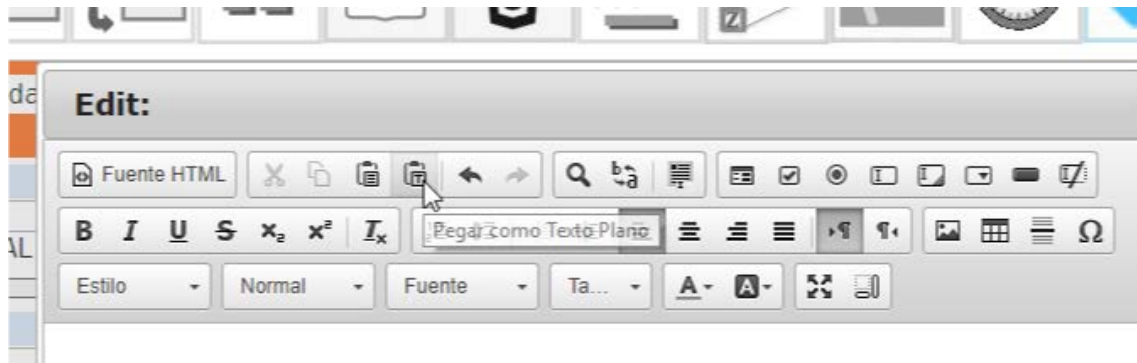 da
Edit:
Fuente HTML
AL
Pegar como Texto Plano
Estilo Normal Fuente Ta...